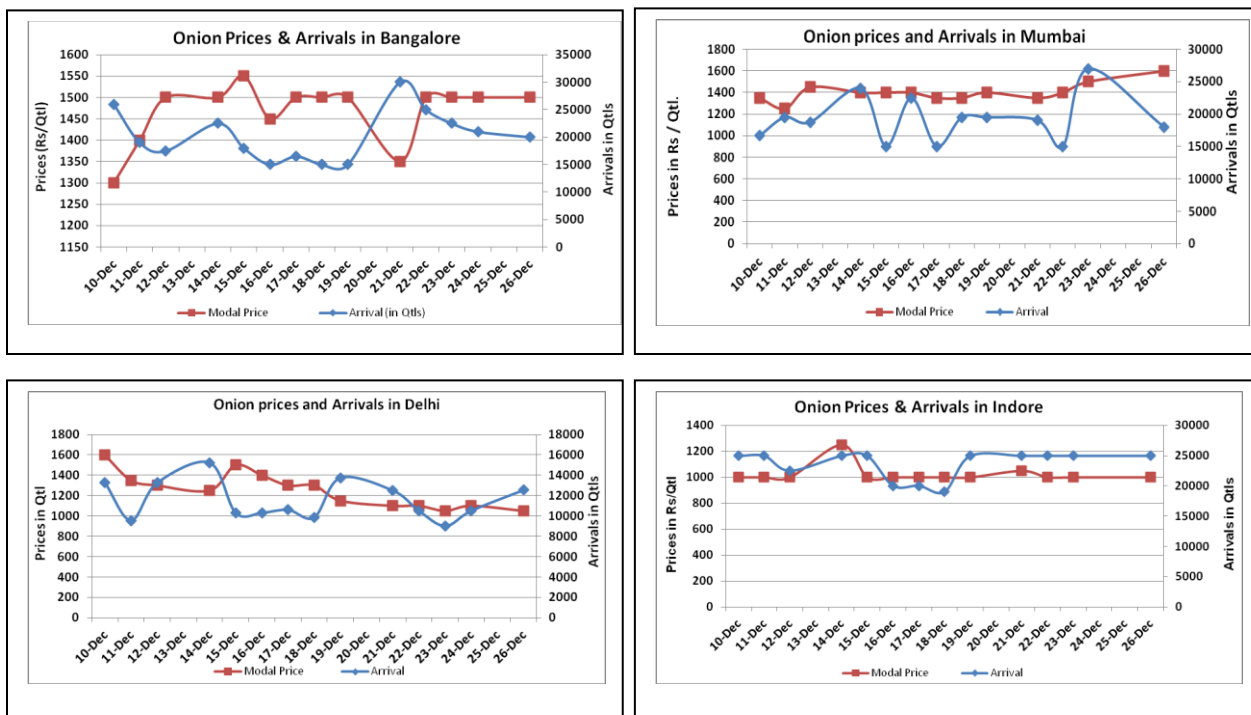 Onion Prices & Arrivals in Bangalore
Prices (Rs/Qtl)
1600
1550
1500
1450
1400
1350
1300
1250
1200
1150
35000
30000
25000
20000
15000
10000
5000
0
Arrivals in Qtls
10-Dec
11-Dec
12-Dec
13-Dec
14-Dec
15-Dec
16-Dec
17-Dec
18-Dec
19-Dec
20-Dec
21-Dec
22-Dec
23-Dec
24-Dec
25-Dec
26-Dec
Modal Price
Arrival (in Qtls)
Onion prices and Arrivals in Mumbai
Prices in Rs / Qtl.
1800
1600
1400
1200
1000
800
600
400
200
0
30000
25000
20000
15000
10000
5000
0
Arrivals in Qtls
10-Dec
11-Dec
12-Dec
13-Dec
14-Dec
15-Dec
16-Dec
17-Dec
18-Dec
19-Dec
20-Dec
21-Dec
22-Dec
23-Dec
24-Dec
25-Dec
26-Dec
Modal Price
Arrival
Onion prices and Arrivals in Delhi
Prices in Qtl
1800
1600
1400
1200
1000
800
600
400
200
0
18000
16000
14000
12000
10000
8000
6000
4000
2000
0
Arrivals in Qtls
10-Dec
11-Dec
12-Dec
13-Dec
14-Dec
15-Dec
16-Dec
17-Dec
18-Dec
19-Dec
20-Dec
21-Dec
22-Dec
23-Dec
24-Dec
25-Dec
26-Dec
Modal Price
Arrival
Onion Prices & Arrivals in Indore
Prices in Rs/Qtl
1400
1200
1000
800
600
400
200
0
30000
25000
20000
15000
10000
5000
0
Arrivals in Qtls
10-Dec
11-Dec
12-Dec
13-Dec
14-Dec
15-Dec
16-Dec
17-Dec
18-Dec
19-Dec
20-Dec
21-Dec
22-Dec
23-Dec
24-Dec
25-Dec
26-Dec
Modal Price
Arrival